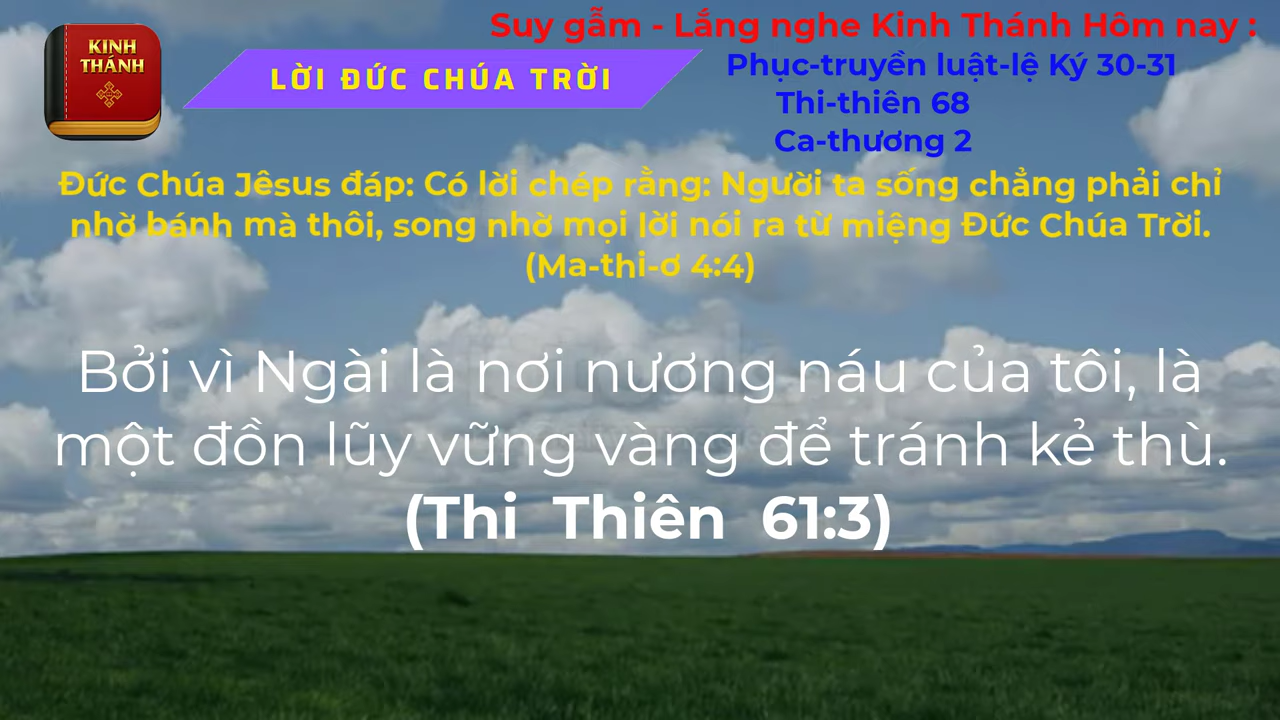 KINH
THÁNH
LỜI ĐỨC CHÚA TRỜI
Suy gẫm - Lắng nghe Kinh Thánh Hôm nay :
Phục-truyền luật-lệ Ký 30-31
Thi-thiên 68
Ca-thương 2
Đức Chúa Jêsus đáp: Có lời chép rằng: Người ta sống chẳng phải chỉ
nhờ bánh mà thôi, song nhờ mọi lời nói ra từ miệng Đức Chúa Trời.
(Ma-thi-ơ 4:4)
Bởi vì Ngài là nơi nương náu của tôi, là
một đồn lũy vững vàng để tránh kẻ thù.
(Thi Thiên 61:3)